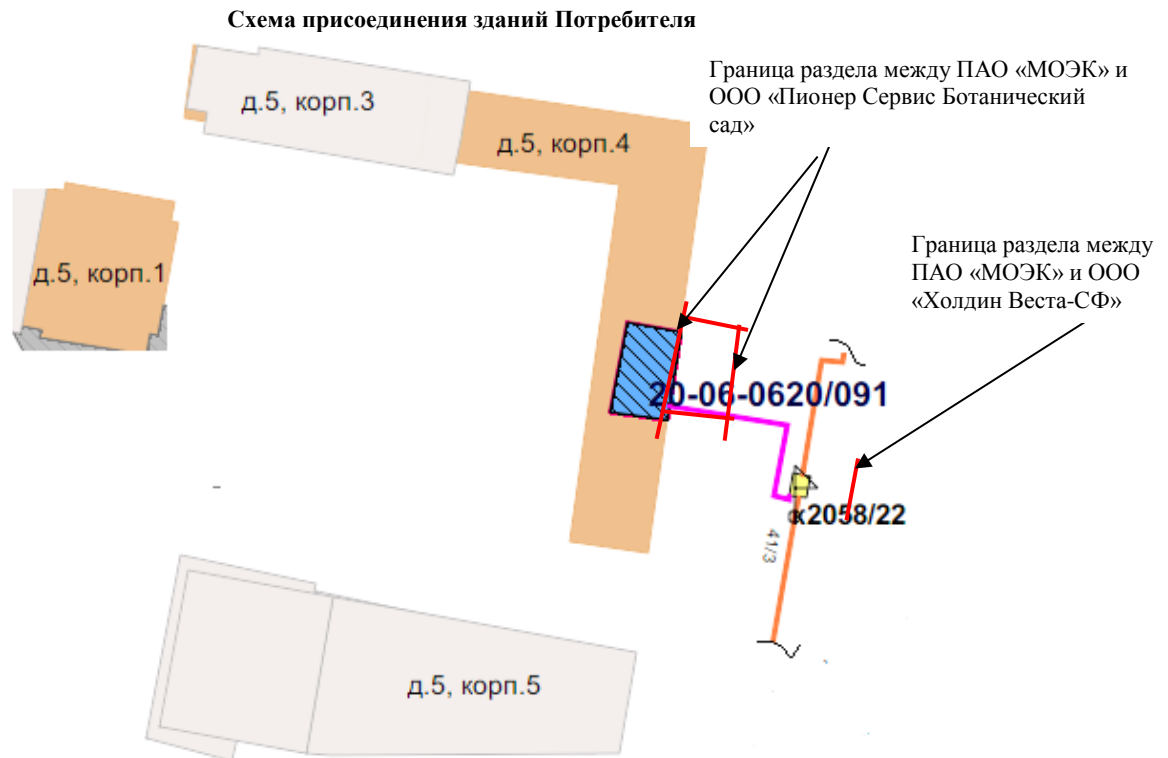 Схема присоединения зданий Потребителя
Граница раздела между ПАО «МОЭК» и
ООО «Пионер Сервис Ботанический
сад»
д.5, корп.3
д.5, корп.4
Граница раздела между
ПАО «МОЭК» и ООО
«Холдин Веста-СФ»
д.5, корп.1
20-06-0620/091
к2058/22
41/3
д.5, корп.5